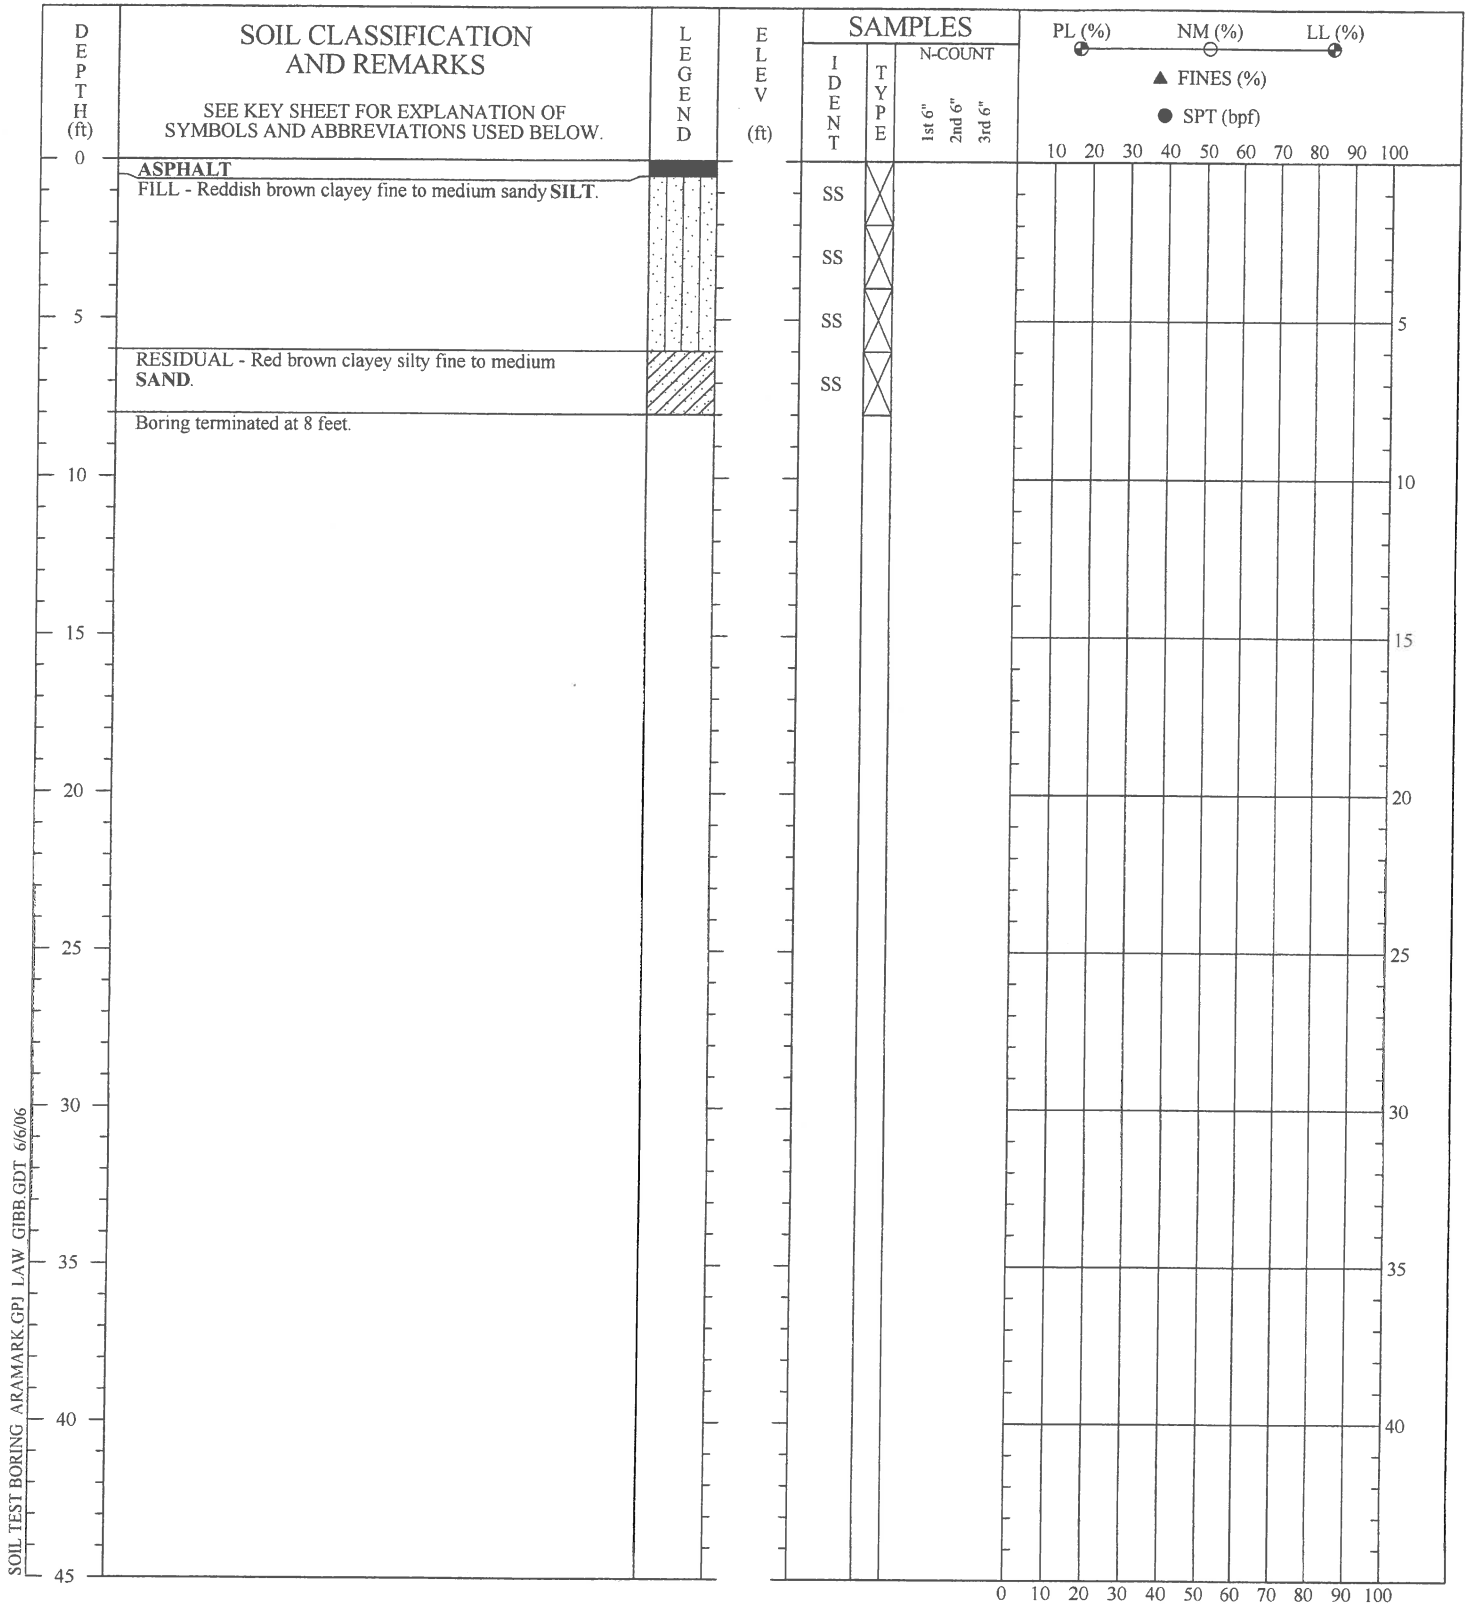 DEPTH (ft)
SOIL CLASSIFICATION
AND REMARKS
SEE KEY SHEET FOR EXPLANATION OF
SYMBOLS AND ABBREVIATIONS USED BELOW.
LEGEND
ELEV (ft)
SAMPLES
IDENT
TYPE
N-COUNT
1st 6"
2nd 6"
3rd 6"
PL (%) NM (%) LL (%)
▲ FINES (%)
● SPT (bpf)
10 20 30 40 50 60 70 80 90 100
0
ASPHALT
FILL - Reddish brown clayey fine to medium sandy SILT.
SS
SS
5 SS 5
RESIDUAL - Red brown clayey silty fine to medium
SAND.
SS
Boring terminated at 8 feet.
10 10
15 15
20 20
25 25
30 30
35 35
40 40
45
0 10 20 30 40 50 60 70 80 90 100
SOIL TEST BORING ARAMARK.GPJ LAW GIBB.GDT 6/6/06